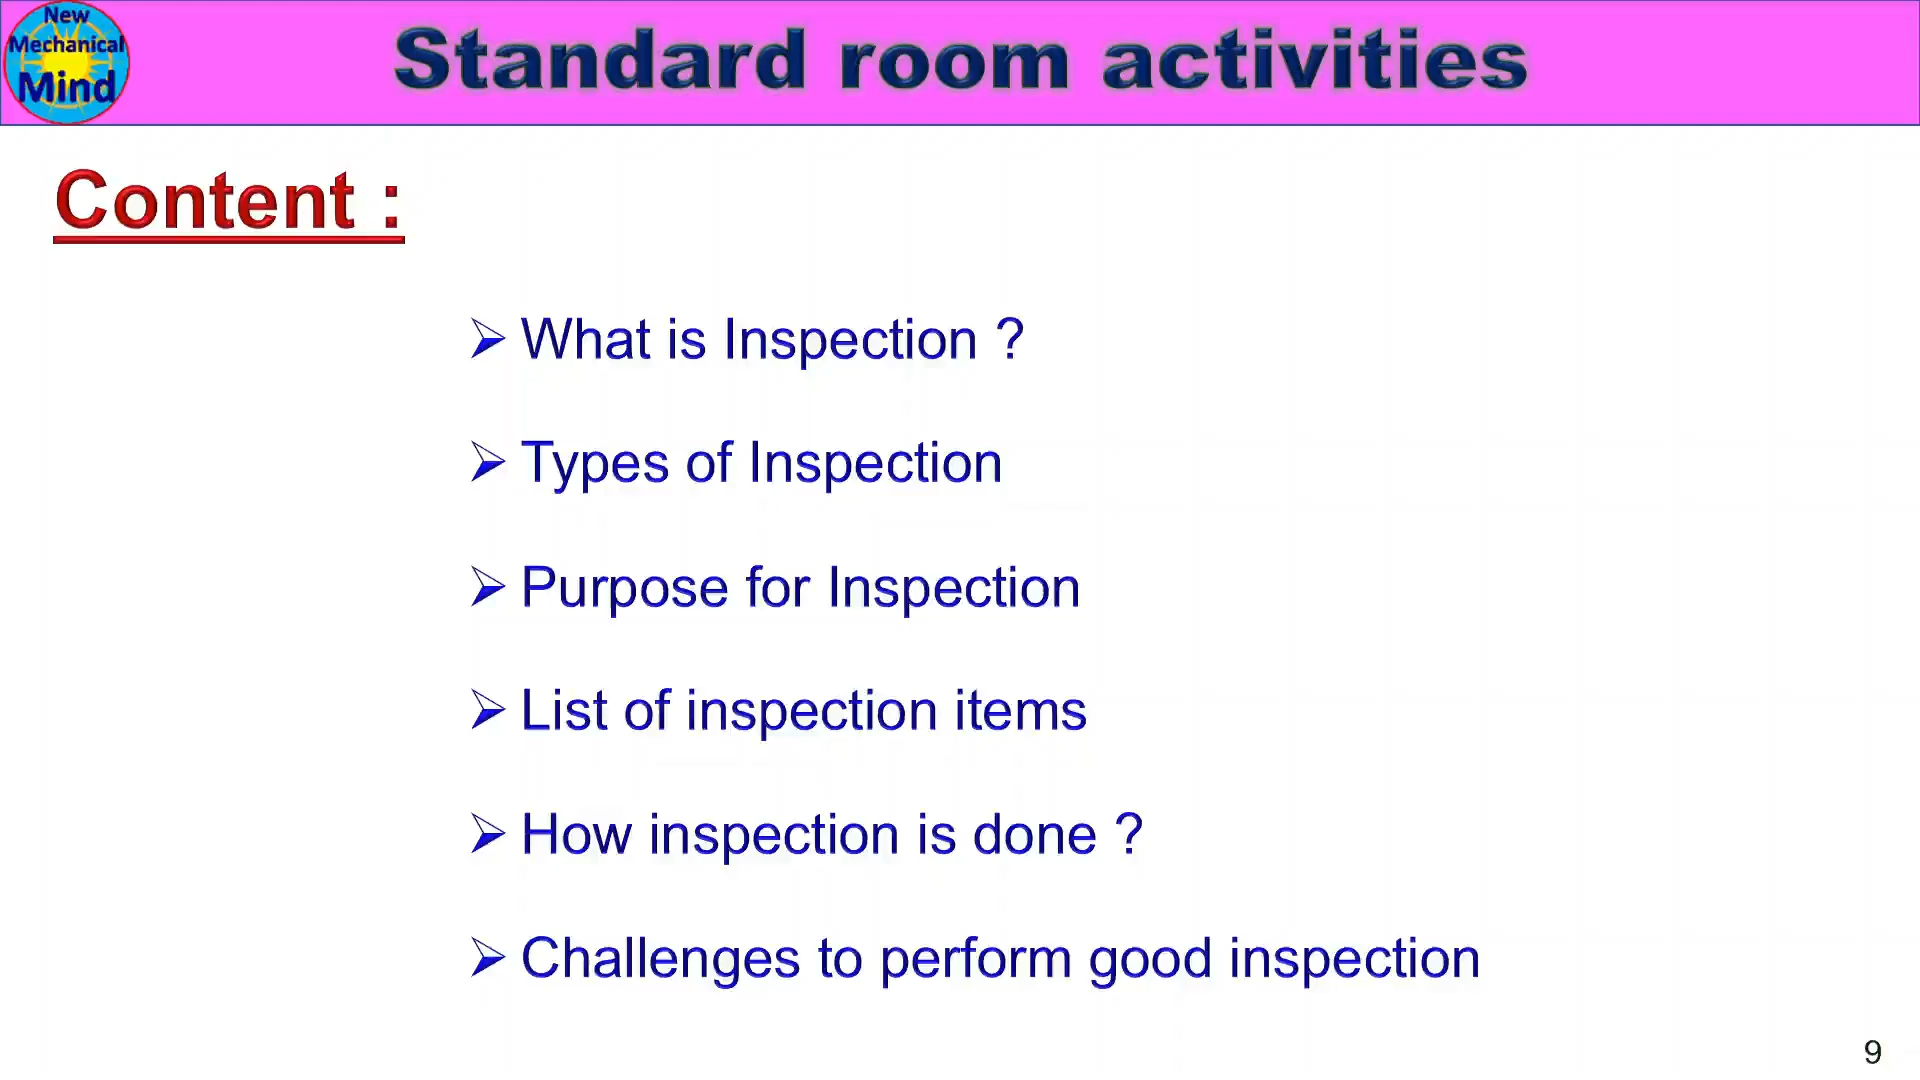 New
Mechanical
Mind
Standard room activities
Content :
➢ What is Inspection ?
➢ Types of Inspection
➢ Purpose for Inspection
➢ List of inspection items
➢ How inspection is done ?
➢ Challenges to perform good inspection
9